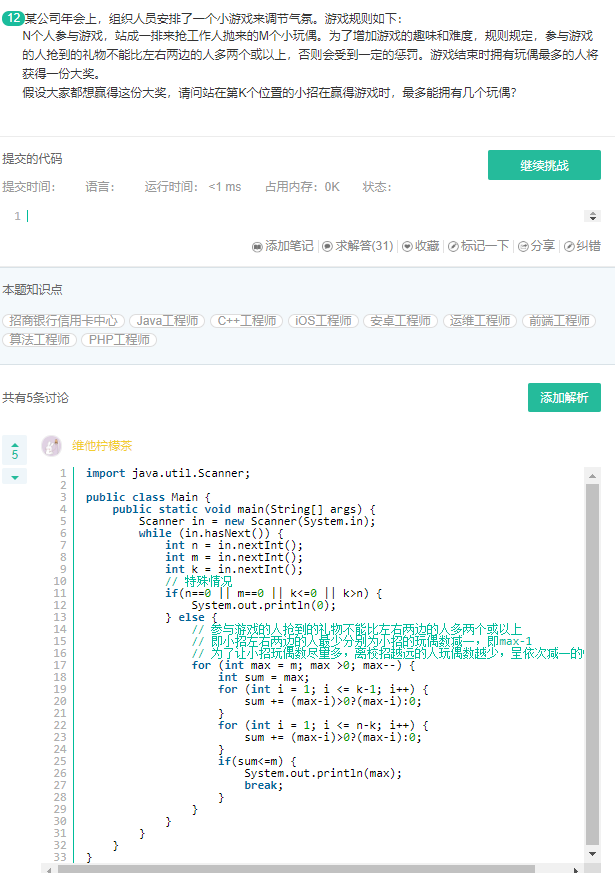 12 某公司年会上，组织人员安排了一个小游戏来调节气氛。游戏规则如下：
N个人参与游戏，站成一排来抢工作人抛来的M个小玩偶。为了增加游戏的趣味和难度，规则规定，参与游戏
的人抢到的礼物不能比左右两边的人多两个或以上，否则会受到一定的惩罚。游戏结束时拥有玩偶最多的人将
获得一份大奖。
假设大家都想赢得这份大奖，请问站在第K个位置的小招在赢得游戏时，最多能拥有几个玩偶？
提交的代码
继续挑战
提交时间： 语言： 运行时间： <1 ms 占用内存：0K 状态：
1
添加笔记 求解答(31) 收藏 标记一下 分享 纠错
本题知识点
招商银行信用卡中心 Java工程师 C++工程师 iOS工程师 安卓工程师 运维工程师 前端工程师
算法工程师 PHP工程师
共有5条讨论
添加解析
5
维他柠檬茶
1 import java.util.Scanner;
2
3 public class Main {
4 public static void main(String[] args) {
5 Scanner in = new Scanner(System.in);
6 while (in.hasNext()) {
7 int n = in.nextInt();
8 int m = in.nextInt();
9 int k = in.nextInt();
10 // 特殊情况
11 if(n==0 || m==0 || k<=0 || k>n) {
12 System.out.println(0);
13 } else {
14 // 参与游戏的人抢到的礼物不能比左右两边的人多两个或以上
15 // 即小招左右两边的人最少分别为小招的玩偶数减一，即max-1
16 // 为了让小招玩偶数尽量多，离校招越远的人玩偶数越少，呈依次减一的
17 for (int max = m; max >0; max--) {
18 int sum = max;
19 for (int i = 1; i <= k-1; i++) {
20 sum += (max-i)>0?(max-i):0;
21 }
22 for (int i = 1; i <= n-k; i++) {
23 sum += (max-i)>0?(max-i):0;
24 }
25 if(sum<=m) {
26 System.out.println(max);
27 break;
28 }
29 }
30 }
31 }
32 }
33 }